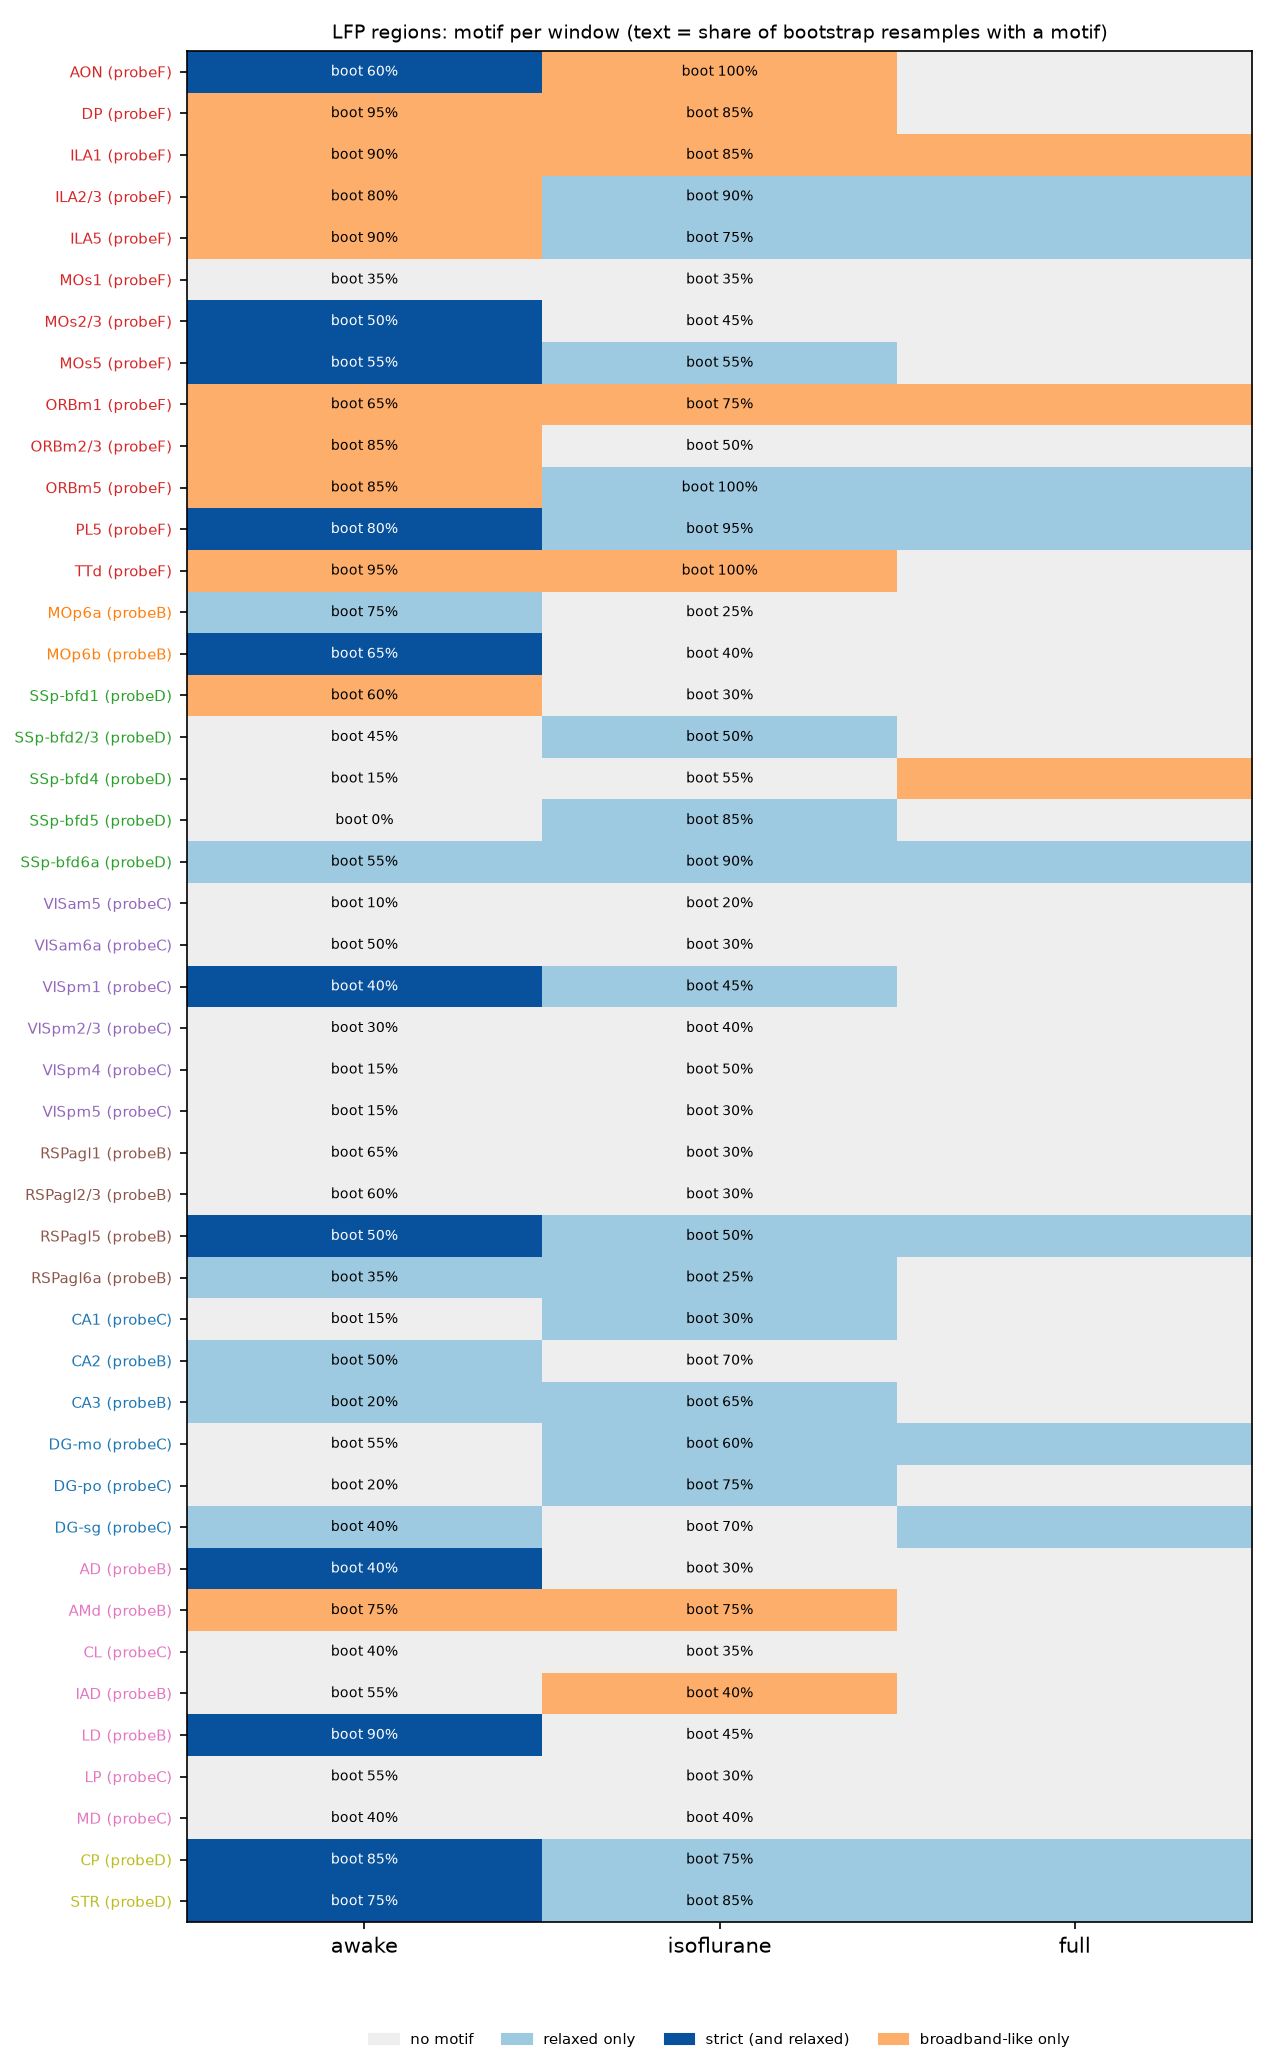 LFP regions: motif per window (text = share of bootstrap resamples with a motif)
AON (probeF) boot 60% boot 100%
DP (probeF) boot 95% boot 85%
ILA1 (probeF) boot 90% boot 85%
ILA2/3 (probeF) boot 80% boot 90%
ILA5 (probeF) boot 90% boot 75%
MOs1 (probeF) boot 35% boot 35%
MOs2/3 (probeF) boot 50% boot 45%
MOs5 (probeF) boot 55% boot 55%
ORBm1 (probeF) boot 65% boot 75%
ORBm2/3 (probeF) boot 85% boot 50%
ORBm5 (probeF) boot 85% boot 100%
PL5 (probeF) boot 80% boot 95%
TTd (probeF) boot 95% boot 100%
MOp6a (probeB) boot 75% boot 25%
MOp6b (probeB) boot 65% boot 40%
SSp-bfd1 (probeD) boot 60% boot 30%
SSp-bfd2/3 (probeD) boot 45% boot 50%
SSp-bfd4 (probeD) boot 15% boot 55%
SSp-bfd5 (probeD) boot 0% boot 85%
SSp-bfd6a (probeD) boot 55% boot 90%
VISam5 (probeC) boot 10% boot 20%
VISam6a (probeC) boot 50% boot 30%
VISpm1 (probeC) boot 40% boot 45%
VISpm2/3 (probeC) boot 30% boot 40%
VISpm4 (probeC) boot 15% boot 50%
VISpm5 (probeC) boot 15% boot 30%
RSPagl1 (probeB) boot 65% boot 30%
RSPagl2/3 (probeB) boot 60% boot 30%
RSPagl5 (probeB) boot 50% boot 50%
RSPagl6a (probeB) boot 35% boot 25%
CA1 (probeC) boot 15% boot 30%
CA2 (probeB) boot 50% boot 70%
CA3 (probeB) boot 20% boot 65%
DG-mo (probeC) boot 55% boot 60%
DG-po (probeC) boot 20% boot 75%
DG-sg (probeC) boot 40% boot 70%
AD (probeB) boot 40% boot 30%
AMd (probeB) boot 75% boot 75%
CL (probeC) boot 40% boot 35%
IAD (probeB) boot 55% boot 40%
LD (probeB) boot 90% boot 45%
LP (probeC) boot 55% boot 30%
MD (probeC) boot 40% boot 40%
CP (probeD) boot 85% boot 75%
STR (probeD) boot 75% boot 85%
awake isoflurane full
no motif relaxed only strict (and relaxed) broadband-like only